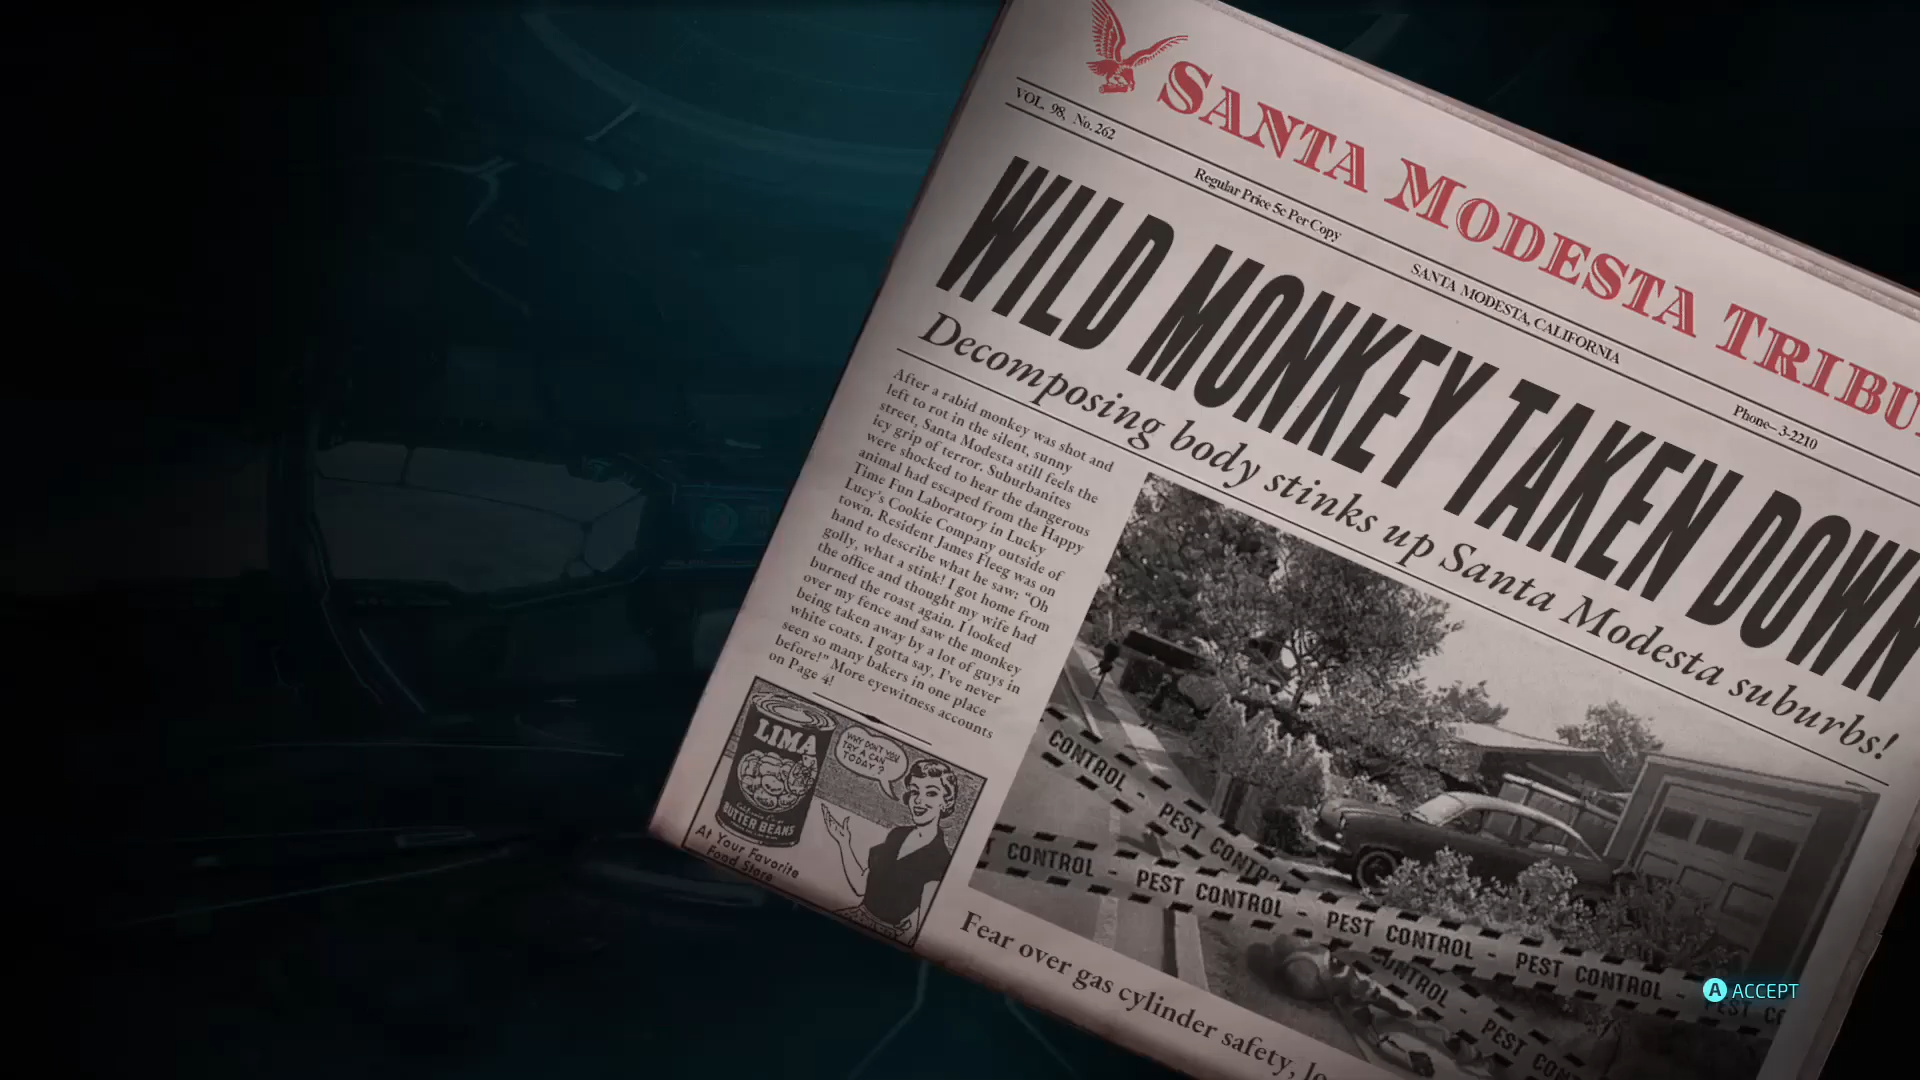 SANTA MODESTA TRIBU
VOL. 98, No. 262
Regular Price 5c Per Copy
SANTA MODESTA, CALIFORNIA
Phone– 3-2210
WILD MONKEY TAKEN DOWN
Decomposing body stinks up Santa Modesta suburbs!
After a rabid monkey was shot and
left to rot in the silent, sunny
street, Santa Modesta still feels the
icy grip of terror. Suburbanites
were shocked to hear the dangerous
animal had escaped from the Happy
Time Fun Laboratory in Lucky
Lucy's Cookie Company outside of
town. Resident James Fleeg was on
hand to describe what he saw: "Oh
golly, what a stink! I got home from
the office and thought my wife had
burned the roast again. I looked
over my fence and saw the monkey
being taken away by a lot of guys in
white coats. I gotta say, I've never
seen so many bakers in one place
before!" More eyewitness accounts
on Page 4!
LIMA
BUTTER BEANS
WHY DON'T YOU
TRY A CAN
TODAY?
At Your Favorite
Food Store
CONTROL - PEST CONTROL
T CONTROL - PEST CONTROL - PEST CONTROL - PEST CONTROL -
CONTROL - PEST CO
PEST CO
Fear over gas cylinder safety, lo
A ACCEPT